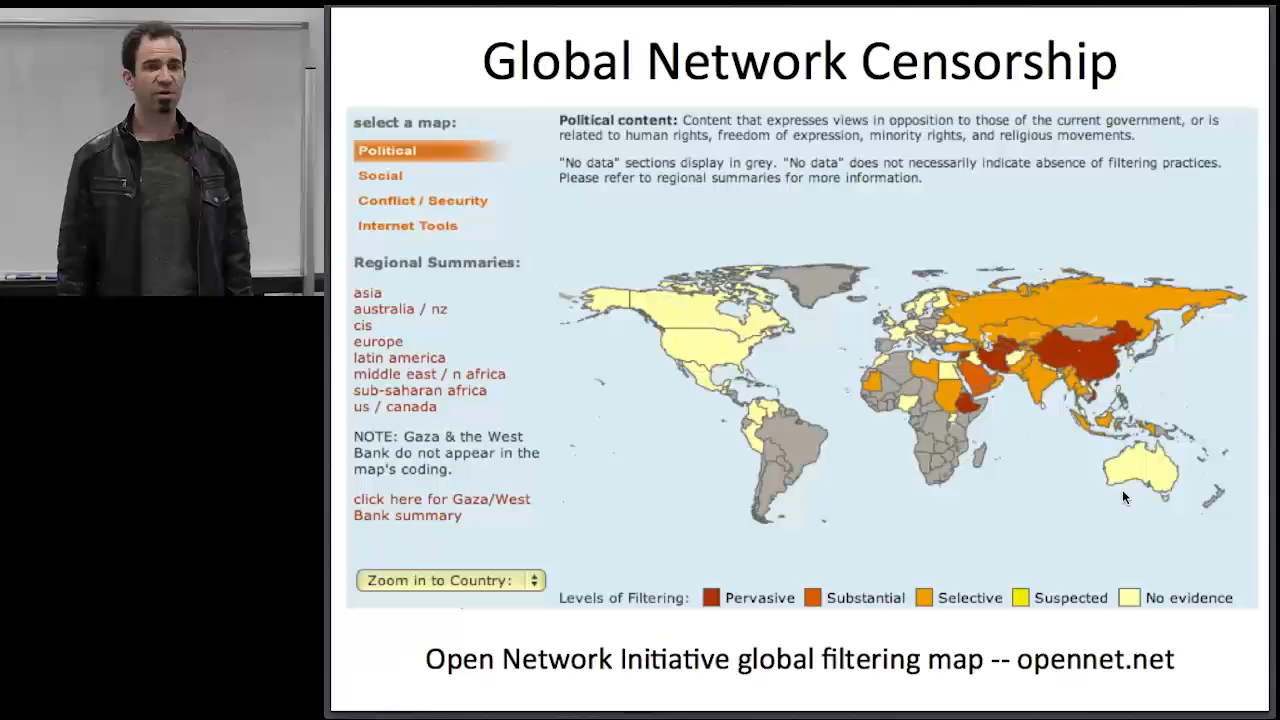 Global Network Censorship
select a map:
Political
Social
Conflict / Security
Internet Tools
Regional Summaries:
asia
australia / nz
cis
europe
latin america
middle east / n africa
sub-saharan africa
us / canada
NOTE: Gaza & the West
Bank do not appear in the
map's coding.
click here for Gaza/West
Bank summary
Zoom in to Country:
Political content: Content that expresses views in opposition to those of the current government, or is
related to human rights, freedom of expression, minority rights, and religious movements.
"No data" sections display in grey. "No data" does not necessarily indicate absence of filtering practices.
Please refer to regional summaries for more information.
Levels of Filtering: Pervasive Substantial Selective Suspected No evidence
Open Network Initiative global filtering map -- opennet.net